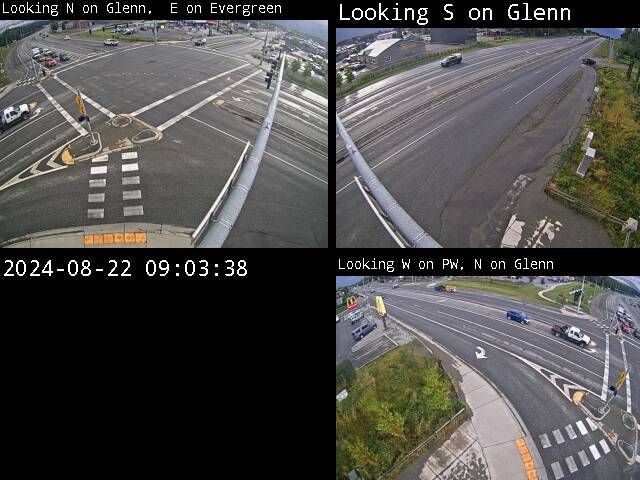 Looking N on Glenn,  E on Evergreen
Looking S on Glenn
2024-08-22 09:03:38
Looking W on PW, N on Glenn